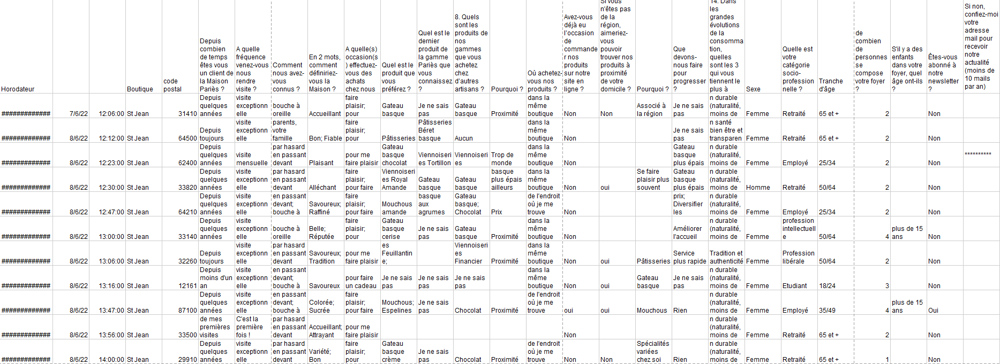 Horodateur
Boutique
code
postal
Depuis
combien
de temps
êtes vous
un client de
la Maison
Pariès ?
A quelle
fréquence
venez-vous
nous
rendre
visite ?
Comment
nous avez-
vous
connus ?
En 2 mots,
comment
définiriez-
vous la
Maison ?
A quelle(s)
occasion(s
) effectuez-
vous des
achats
chez nous
Quel est le
produit que
vous
préférez ?
Quel est le
dernier
produit de
la gamme
Pariès que
vous
connaissez
?
8. Quels
sont les
produits de
nos
gammes
que vous
achetez
chez
d'autres
artisans ?
Pourquoi ?
Où achetez-
vous nos
produits ?
Avez-vous
déjà eu
l'occasion
de
commande
r nos
produits
sur notre
site en
ligne ?
Si vous
n'êtes pas
de la
région,
aimeriez-
vous
pouvoir
trouver nos
produits à
proximité
de votre
domicile ?
Pourquoi ?
Que
devons-
nous faire
pour
progresser
?
14. Dans
les
grandes
évolutions
de la
consomma
tion,
quelles
sont les 3
qui vous
tiennent le
plus à
Sexe
Quelle est
votre
catégorie
socio-
profession
nelle ?
Tranche
d'âge
de
combien
de
personnes
se
compose
votre foyer
?
S'il y a des
enfants
dans votre
foyer, quel
âge ont-ils
?
Êtes-vous
abonné à
notre
newsletter
?
Si non,
confiez-moi
votre
adresse
mail pour
recevoir
notre
actualité
(moins de
10 mails
par an)
#############
7/6/22
12:06:00
St Jean
31410
Depuis
quelques
années
visite
exceptionn
elle
bouche à
oreille
Accueillant
faire
plaisir;
pour
Gateau
basque
Je ne sais
pas
Gateau
basque
Proximité
dans la
même
boutique
Non
Non
Associé à
la région
Je ne sais
pas
n durable
(naturalité,
moins de
Femme
Retraité
65 et +
2
Non
#############
8/6/22
12:12:00
St Jean
64500
Depuis
toujours
visite
exceptionn
elle
parents,
votre
famille
Bon; Fiable
faire
plaisir;
pour
Pâtisseries
Pâtisseries
Béret
basque
Aucun
dans la
même
boutique
Non
Je ne sais
pas
n santé
bien être et
transparen
Femme
Retraité
65 et +
2
Non
#############
8/6/22
12:23:00
St Jean
62400
Depuis
quelques
années
visite
mensuelle
par hasard
en passant
devant
Plaisant
pour me
faire plaisir
Gateau
basque
chocolat
Viennoiseri
es Tortillon
Viennoiseri
es
Trop de
monde
dans la
même
boutique
Non
Gateau
basque
plus épais
n durable
(naturalité,
moins de
Femme
Employé
25/34
2
Non
**********
#############
8/6/22
12:30:00
St Jean
33820
Depuis
quelques
années
visite
exceptionn
elle
par hasard
en passant
devant
Alléchant
faire
plaisir;
pour faire
Viennoiseri
es Royal
Amande
Gateau
basque
Gateau
basque
basque
plus épais
ailleurs
dans la
même
boutique
Non
oui
Se faire
plaisir plus
souvent
Gateau
basque
plus épais
n durable
(naturalité,
moins de
Homme
Retraité
50/64
2
Non
#############
8/6/22
12:47:00
St Jean
64210
Depuis
quelques
années
visite
exceptionn
elle
en passant
devant;
bouche à
Savoureux;
Raffiné
faire
plaisir;
pour faire
Mouchous
amande
basque
aux
agrumes
Gateau
basque;
Chocolat
Prix
de l'endroit
où je me
trouve
Non
prix;
Diversifier
les
n durable
(naturalité,
moins de
Femme
Employé
25/34
2
Non
#############
8/6/22
13:00:00
St Jean
33140
Depuis
quelques
années
visite
exceptionn
elle
bouche à
oreille
Belle;
Réputée
faire
plaisir;
pour
Gateau
basque
cerise
Je ne sais
pas
Gateau
basque
Proximité
dans la
même
boutique
Non
Améliorer
l'accueil
n durable
(naturalité,
moins de
Femme
profession
intellectuell
e
50/64
4
plus de 15
ans
Non
#############
8/6/22
13:06:00
St Jean
32260
Depuis
toujours
visite
exceptionn
elle
par hasard
en passant
devant
Savoureux;
Tradition
pour me
faire plaisir
es
Feuillantin
e;
Viennoiseri
es
Financier
Proximité
dans la
même
boutique
Non
oui
Pâtisseries
Service
plus rapide
Tradition et
authenticité
Femme
Profession
libérale
50/64
2
Non
#############
8/6/22
13:16:00
St Jean
12161
Depuis
moins d'un
an
visite
exceptionn
elle
en passant
devant;
bouche à
Savoureux
pour faire
un cadeau
Je ne sais
pas
Je ne sais
pas
Je ne sais
pas
dans la
même
boutique
Non
oui
Gateau
basque
Je ne sais
pas
n durable
(naturalité,
moins de
Femme
Etudiant
18/24
3
Non
#############
8/6/22
13:47:00
St Jean
87100
Depuis
quelques
années
visite
exceptionn
elle
en passant
devant;
bouche à
Colorée;
Sucrée
faire
plaisir;
pour faire
Mouchous;
Espelines
Je ne sais
pas
Chocolat
Proximité
de l'endroit
où je me
trouve
oui
oui
Mouchous
Rien
n durable
(naturalité,
moins de
Femme
Employé
35/49
4
plus de 15
ans
Oui
#############
8/6/22
13:56:00
St Jean
33500
de mes
premières
visites
C'est la
première
fois !
par hasard
en passant
devant
Accueillant;
Attrayant
pour me
faire plaisir
Non
n durable
(naturalité,
moins de
Femme
Retraité
65 et +
2
Non
#############
8/6/22
14:00:00
St Jean
29910
Depuis
quelques
années
visite
exceptionn
elle
par hasard
en passant
devant
Variété;
Bon
faire
plaisir;
pour
Gateau
basque
crème
Je ne sais
pas
Chocolat
Proximité
de l'endroit
où je me
trouve
Non
Non
Spécialités
variées
chez soi
Rien
n durable
(naturalité,
moins de
Femme
Retraité
65 et +
1
Non